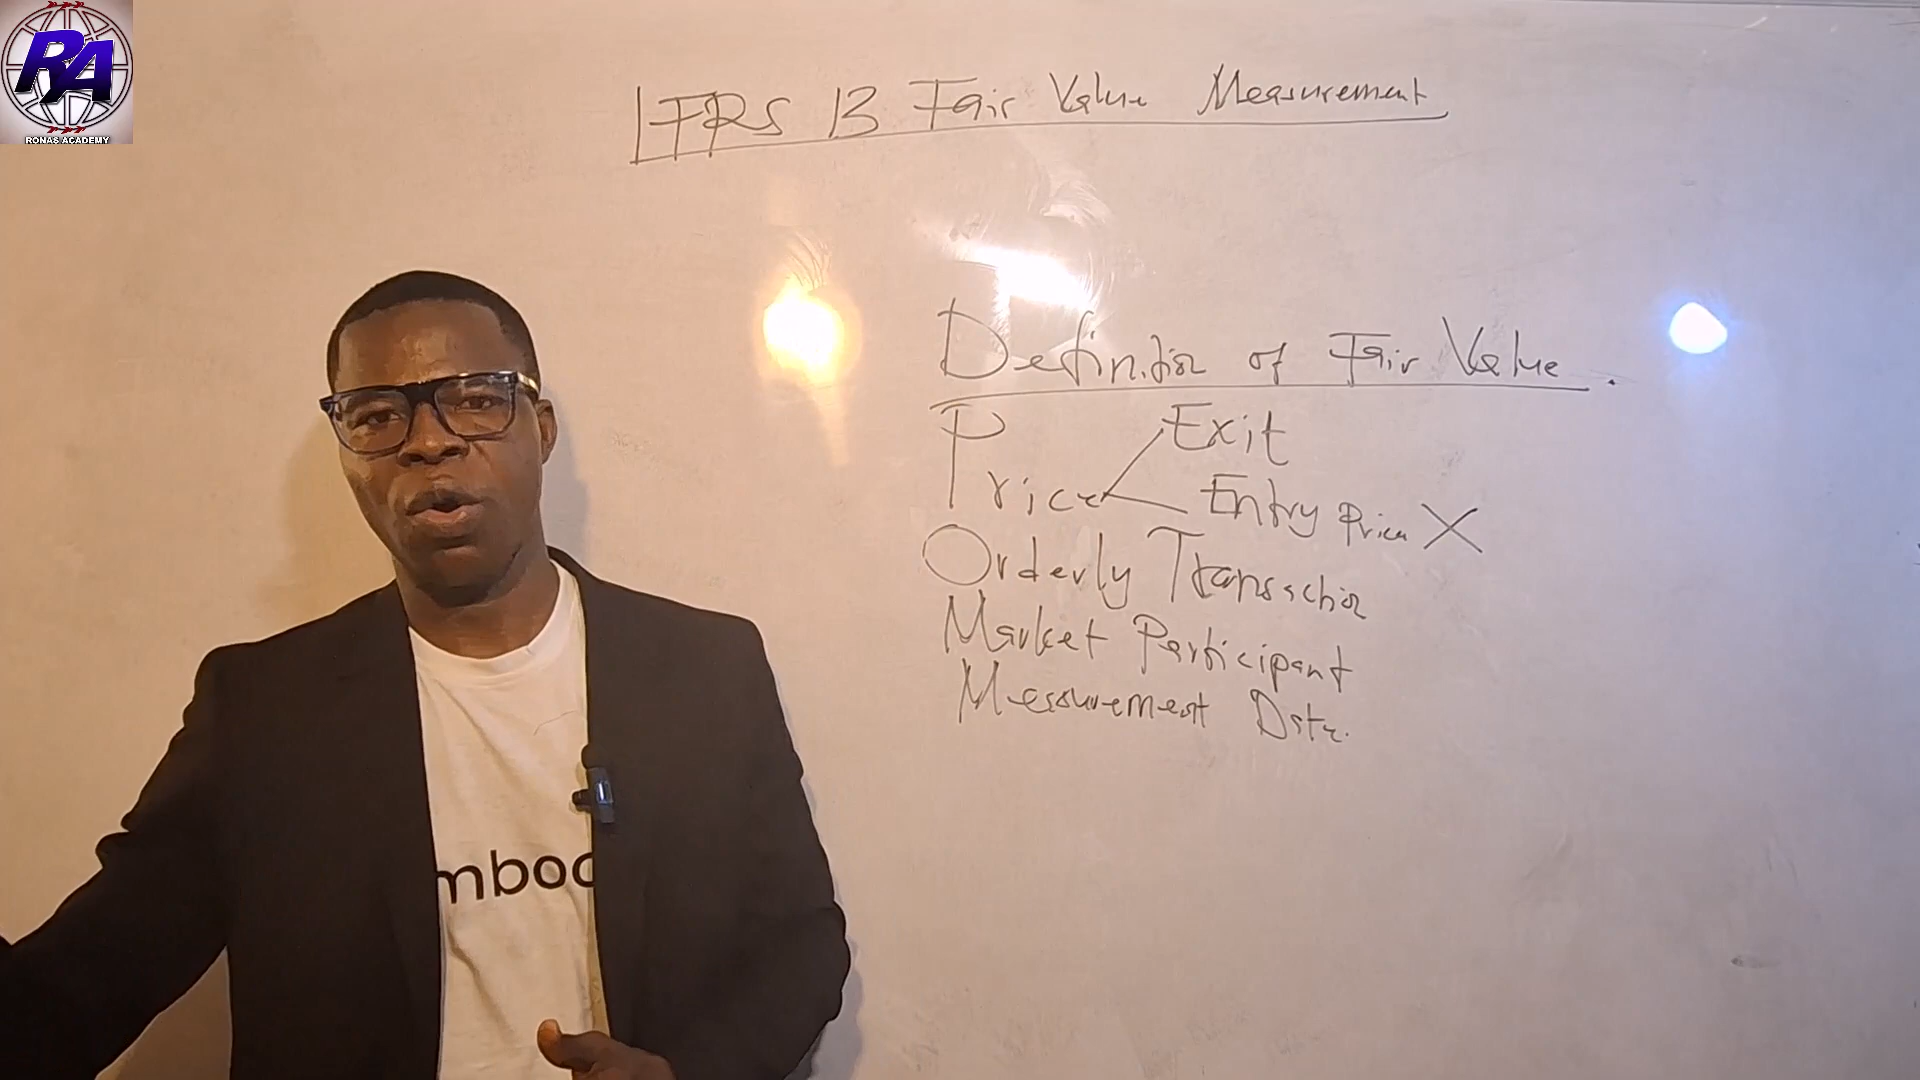 RA
RONAS ACADEMY
IFRS 13 Fair Value Measurement
Definition of Fair Value.
Exit
Price
Entry Price X
Orderly Transaction
Market Participant
Measurement Date.
mboo